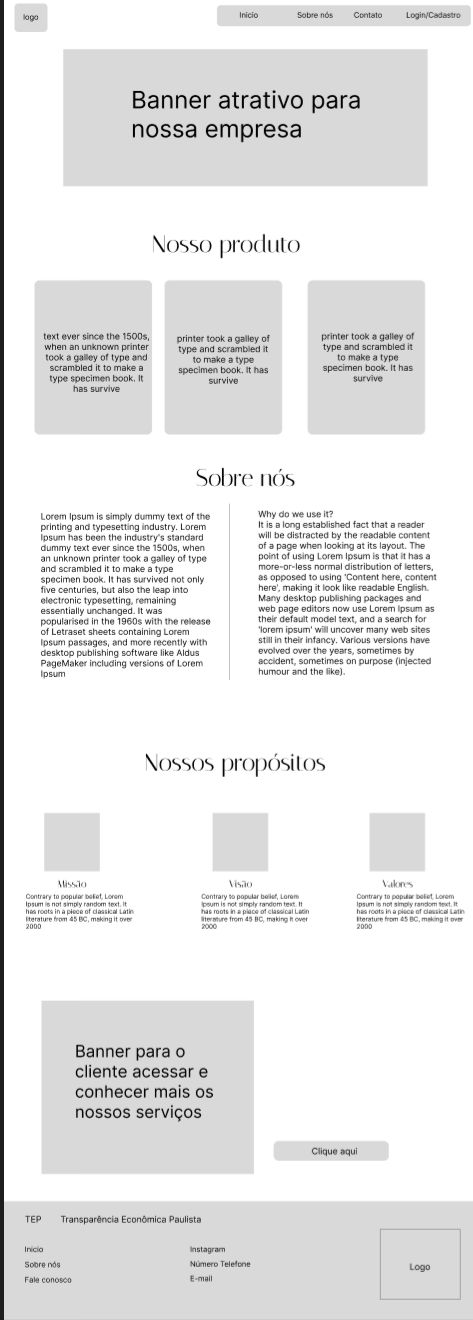 logo
Inicio
Sobre nós
Contato
Login/Cadastro
Banner atrativo para
nossa empresa
Nosso produto
text ever since the 1500s,
when an unknown printer
took a galley of type and
scrambled it to make a
type specimen book. It
has survive
printer took a galley of
type and scrambled it
to make a type
specimen book. It has
survive
printer took a galley of
type and scrambled it
to make a type
specimen book. It has
survive
Sobre nós
Lorem Ipsum is simply dummy text of the
printing and typesetting industry. Lorem
Ipsum has been the industry's standard
dummy text ever since the 1500s, when
an unknown printer took a galley of type
and scrambled it to make a type
specimen book. It has survived not only
five centuries, but also the leap into
electronic typesetting, remaining
essentially unchanged. It was
popularised in the 1960s with the release
of Letraset sheets containing Lorem
Ipsum passages, and more recently with
desktop publishing software like Aldus
PageMaker including versions of Lorem
Ipsum
Why do we use it?
It is a long established fact that a reader
will be distracted by the readable content
of a page when looking at its layout. The
point of using Lorem Ipsum is that it has a
more-or-less normal distribution of letters,
as opposed to using 'Content here, content
here', making it look like readable English.
Many desktop publishing packages and
web page editors now use Lorem Ipsum as
their default model text, and a search for
'lorem ipsum' will uncover many web sites
still in their infancy. Various versions have
evolved over the years, sometimes by
accident, sometimes on purpose (injected
humour and the like).
Nossos propósitos
Missão
Contrary to popular belief, Lorem
Ipsum is not simply random text. It
has roots in a piece of classical Latin
literature from 45 BC, making it over
2000
Visão
Contrary to popular belief, Lorem
Ipsum is not simply random text. It
has roots in a piece of classical Latin
literature from 45 BC, making it over
2000
Valores
Contrary to popular belief, Lorem
Ipsum is not simply random text. It
has roots in a piece of classical Latin
literature from 45 BC, making it over
2000
Banner para o
cliente acessar e
conhecer mais os
nossos serviços
Clique aqui
TEP
Transparência Econômica Paulista
Inicio
Sobre nós
Fale conosco
Instagram
Número Telefone
E-mail
Logo